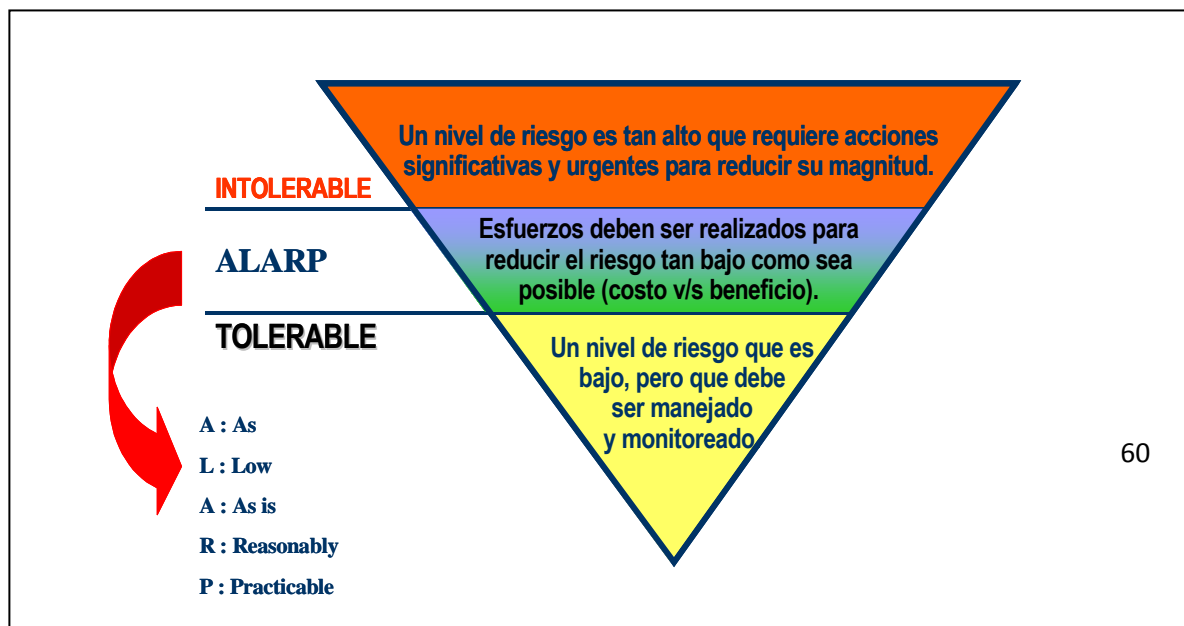 Un nivel de riesgo es tan alto que requiere acciones
significativas y urgentes para reducir su magnitud.
INTOLERABLE
Esfuerzos deben ser realizados para
reducir el riesgo tan bajo como sea
posible (costo v/s beneficio).
ALARP
TOLERABLE
Un nivel de riesgo que es
bajo, pero que debe
ser manejado
y monitoreado
A : As
L : Low
A : As is
R : Reasonably
P : Practicable
60